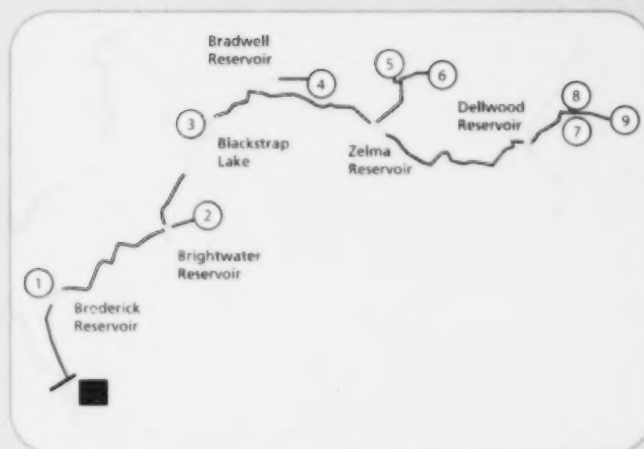 Bradwell
Reservoir
4
5
6
8
Dellwood
Reservoir
7
9
3
Blackstrap
Lake
Zelma
Reservoir
2
Brightwater
Reservoir
1
Broderick
Reservoir